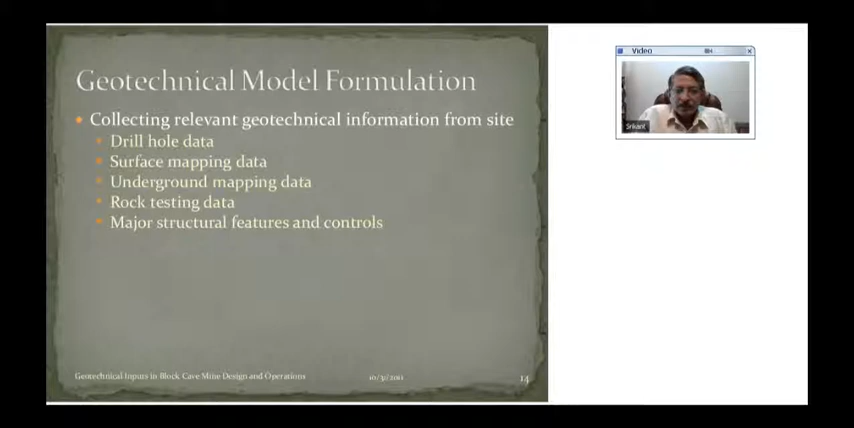 Geotechnical Model Formulation
Collecting relevant geotechnical information from site
Drill hole data
Surface mapping data
Underground mapping data
Rock testing data
Major structural features and controls
Geotechnical Inputs in Block Cave Mine Design and Operations
10/31/2011
14
Video
Srikant